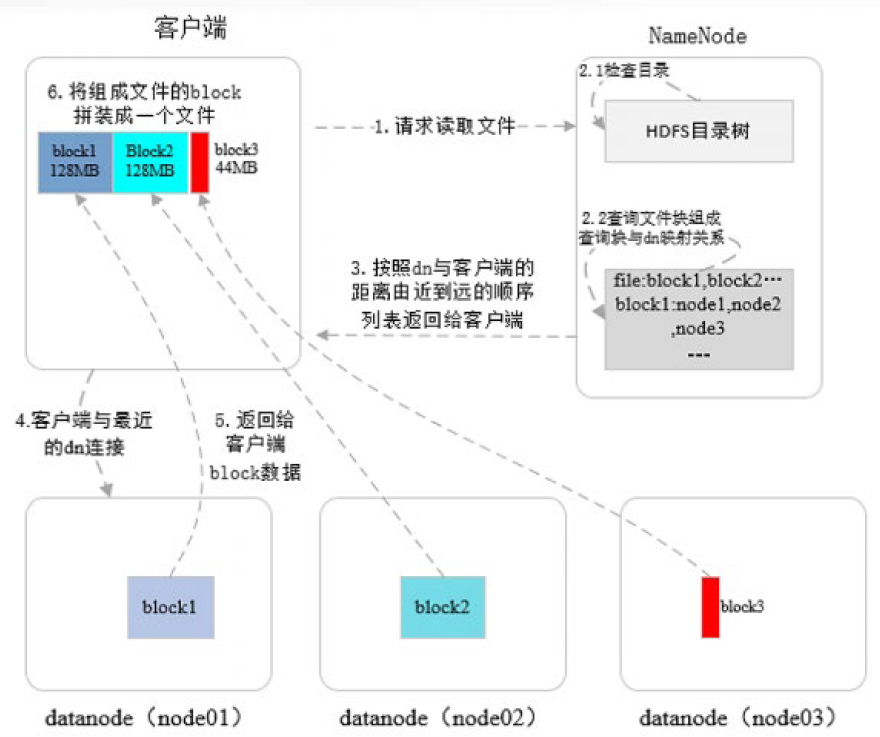 客户端
NameNode
6. 将组成文件的block
拼装成一个文件
block1
128MB
Block2
128MB
block3
44MB
1.请求读取文件
2.1检查目录
HDFS目录树
2.2查询文件块组成
查询块与dn映射关系
file:block1,block2…
block1:node1,node2
,node3
---
3.按照dn与客户端的
距离由近到远的顺序
列表返回给客户端
4.客户端与最近
的dn连接
5. 返回给
客户端
block数据
block1
block2
block3
datanode（node01）
datanode（node02）
datanode（node03）